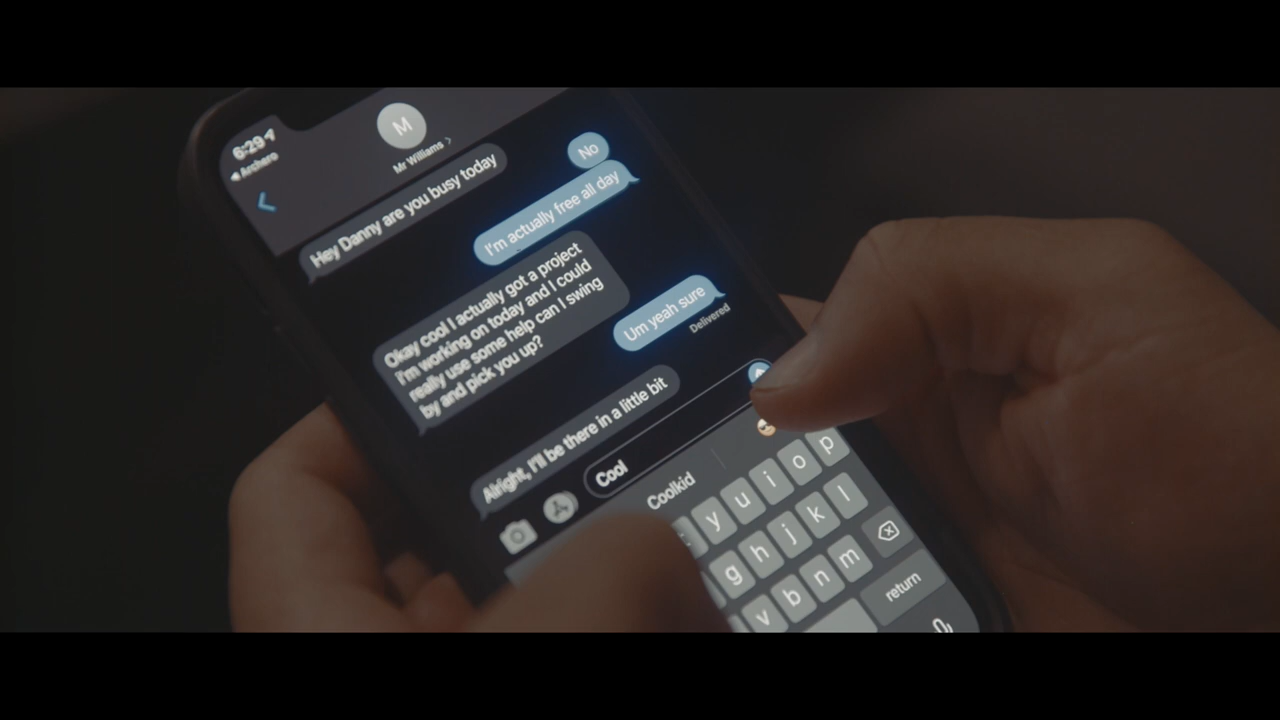 6:29
Archero
M
Mr Williams
Hey Danny are you busy today
No
I'm actually free all day
Okay cool I actually got a project
I'm working on today and I could
really use some help can I swing
by and pick you up?
Um yeah sure
Delivered
Alright, I'll be there in a little bit
Cool
Coolkid
y u i o p
g h j k l
v b n m
return